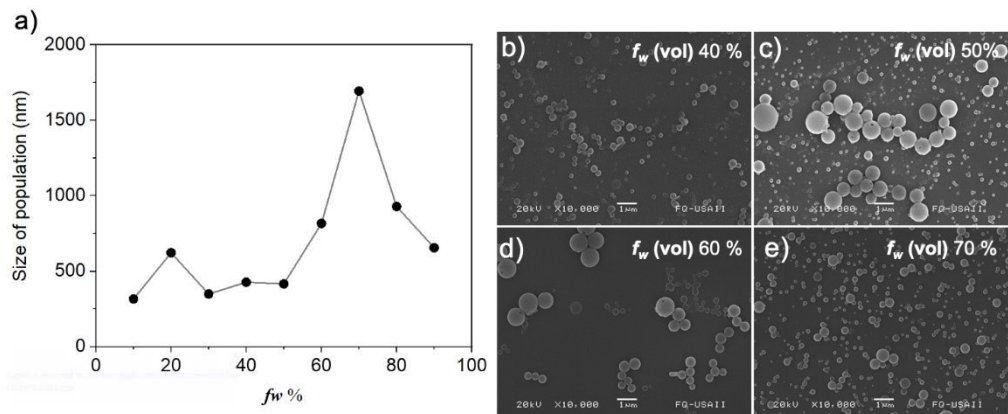 a)
2000
1500
1000
500
0
Size of population (nm)
0 20 40 60 80 100
fw %
b) fw (vol) 40 %
20kV X10,000 1µm FQ-USAII
c) fw (vol) 50%
20kV X10,000 1µm FQ-USAII
d) fw (vol) 60 %
20kV X10,000 1µm FQ-USAII
e) fw (vol) 70 %
20kV X10,000 1µm FQ-USAII